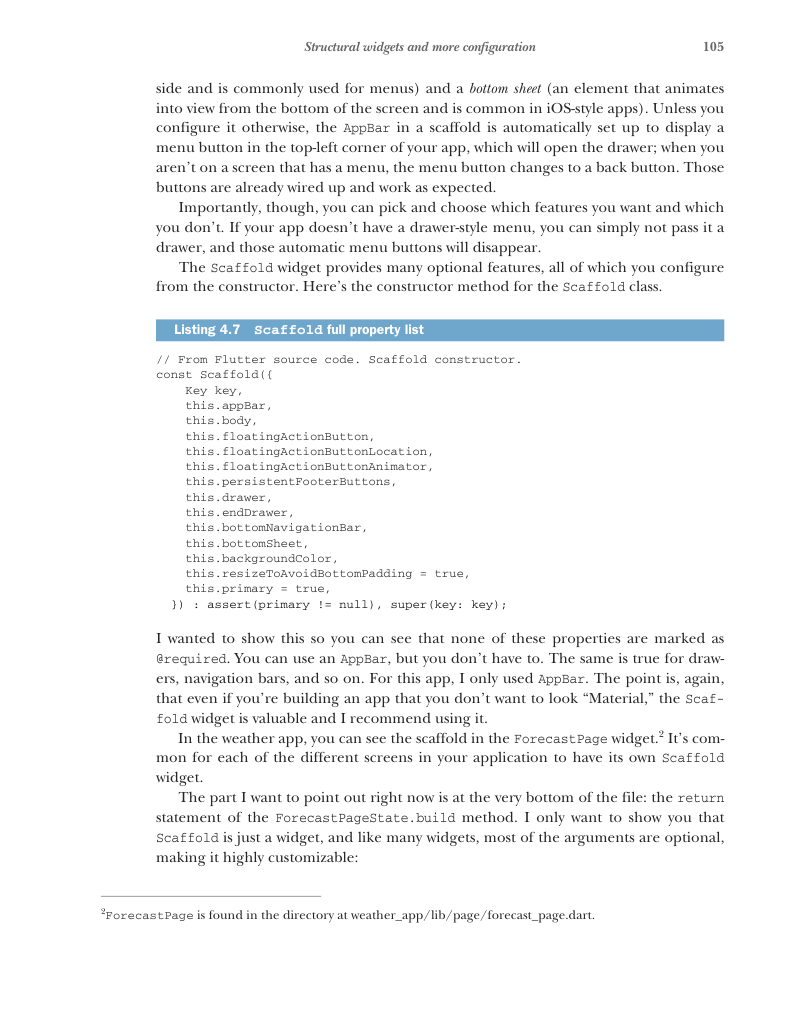 Structural widgets and more configuration 105
side and is commonly used for menus) and a bottom sheet (an element that animates
into view from the bottom of the screen and is common in iOS-style apps). Unless you
configure it otherwise, the AppBar in a scaffold is automatically set up to display a
menu button in the top-left corner of your app, which will open the drawer; when you
aren’t on a screen that has a menu, the menu button changes to a back button. Those
buttons are already wired up and work as expected.
Importantly, though, you can pick and choose which features you want and which
you don’t. If your app doesn’t have a drawer-style menu, you can simply not pass it a
drawer, and those automatic menu buttons will disappear.
The Scaffold widget provides many optional features, all of which you configure
from the constructor. Here’s the constructor method for the Scaffold class.
Listing 4.7 Scaffold full property list
// From Flutter source code. Scaffold constructor.
const Scaffold({
Key key,
this.appBar,
this.body,
this.floatingActionButton,
this.floatingActionButtonLocation,
this.floatingActionButtonAnimator,
this.persistentFooterButtons,
this.drawer,
this.endDrawer,
this.bottomNavigationBar,
this.bottomSheet,
this.backgroundColor,
this.resizeToAvoidBottomPadding = true,
this.primary = true,
}) : assert(primary != null), super(key: key);
I wanted to show this so you can see that none of these properties are marked as
@required. You can use an AppBar, but you don’t have to. The same is true for draw-
ers, navigation bars, and so on. For this app, I only used AppBar. The point is, again,
that even if you’re building an app that you don’t want to look “Material,” the Scaf-
fold widget is valuable and I recommend using it.
In the weather app, you can see the scaffold in the ForecastPage widget.2 It’s com-
mon for each of the different screens in your application to have its own Scaffold
widget.
The part I want to point out right now is at the very bottom of the file: the return
statement of the ForecastPageState.build method. I only want to show you that
Scaffold is just a widget, and like many widgets, most of the arguments are optional,
making it highly customizable:
2ForecastPage is found in the directory at weather_app/lib/page/forecast_page.dart.